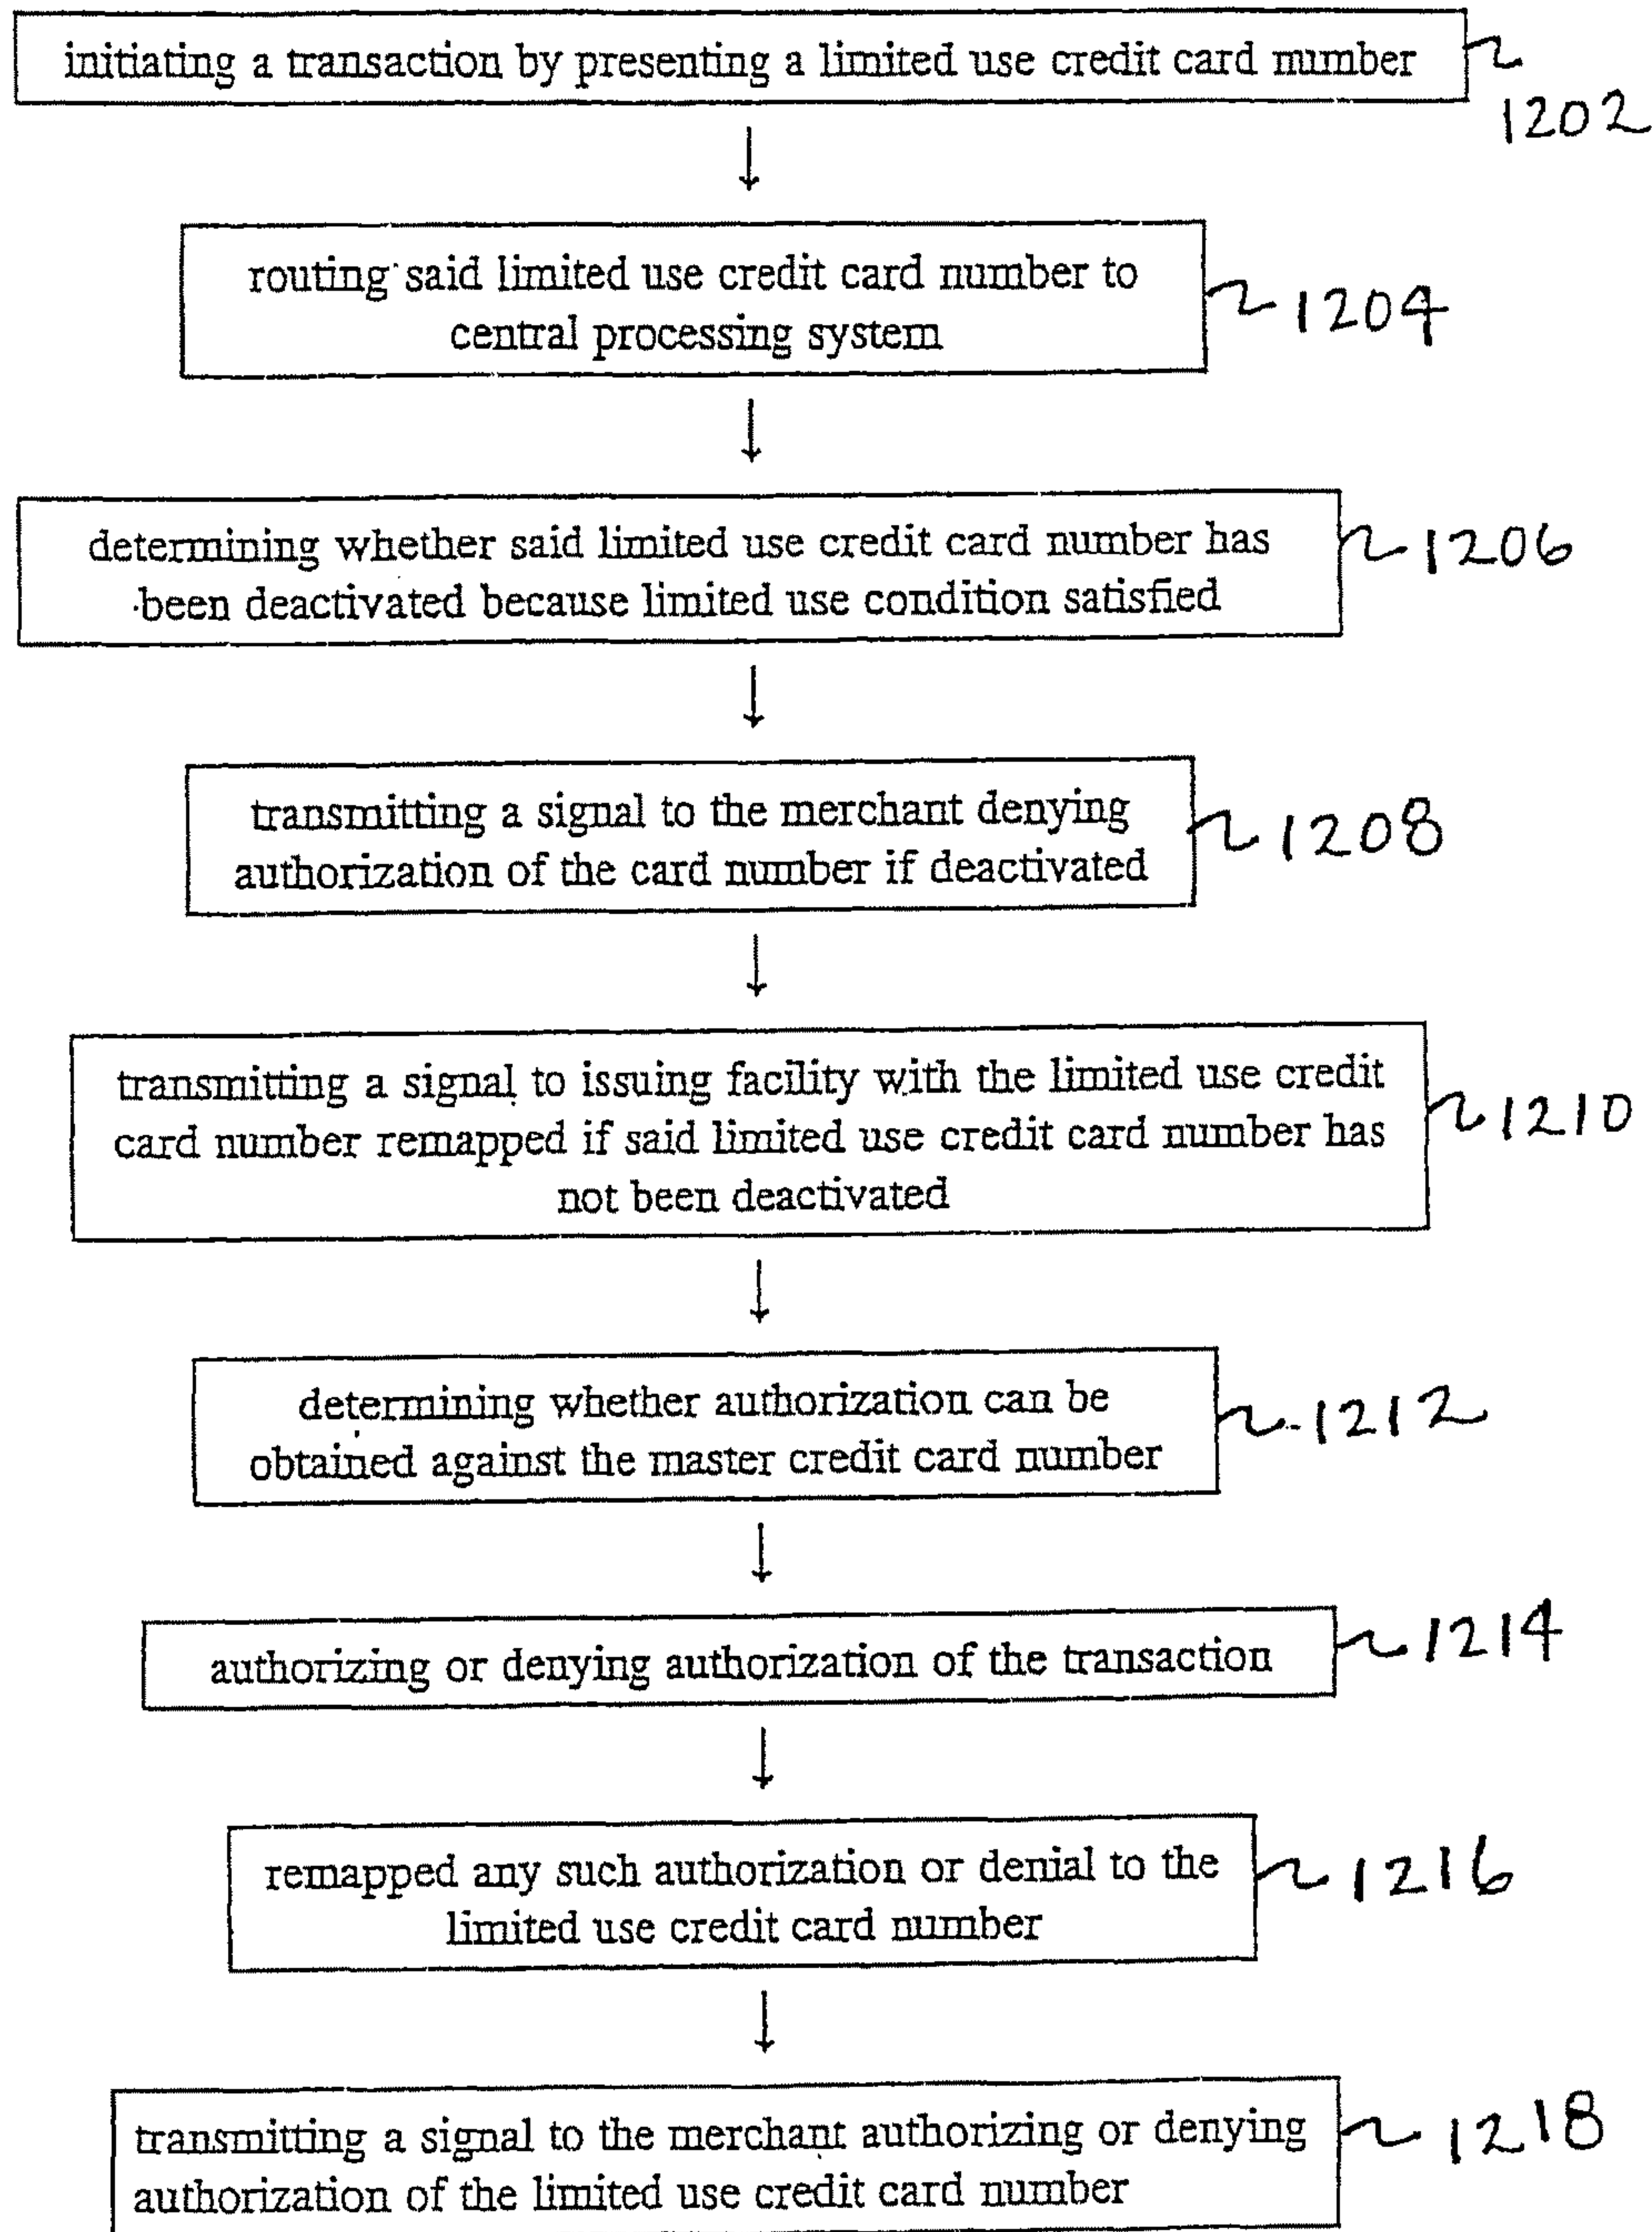 initiating a transaction by presenting a limited use credit card number
1202
routing said limited use credit card number to
central processing system
1204
determining whether said limited use credit card number has
been deactivated because limited use condition satisfied
1206
transmitting a signal to the merchant denying
authorization of the card number if deactivated
1208
transmitting a signal to issuing facility with the limited use credit
card number remapped if said limited use credit card number has
not been deactivated
1210
determining whether authorization can be
obtained against the master credit card number
1212
authorizing or denying authorization of the transaction
1214
remapped any such authorization or denial to the
limited use credit card number
1216
transmitting a signal to the merchant authorizing or denying
authorization of the limited use credit card number
1218